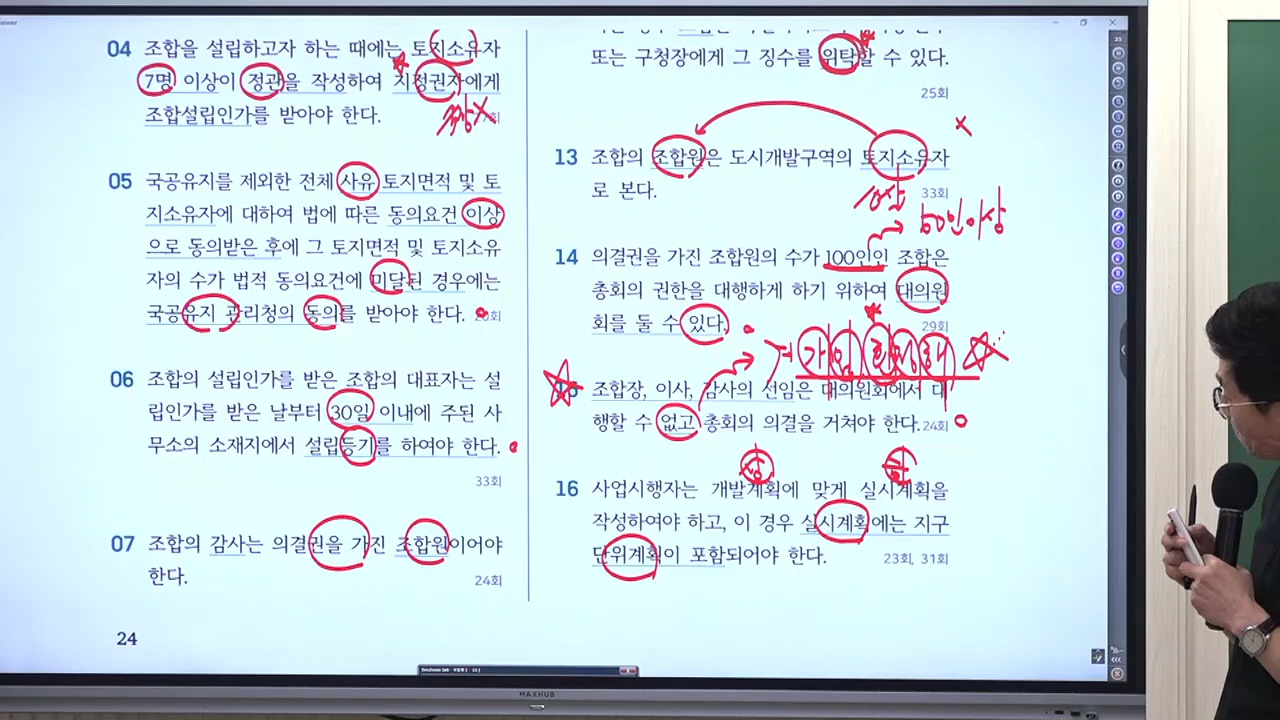 04 조합을 설립하고자 하는 때에는 토지소유자
7명 이상이 정관을 작성하여 지정권자에게
조합설립인가를 받아야 한다.
05 국공유지를 제외한 전체 사유 토지면적 및 토
지소유자에 대하여 법에 따른 동의요건 이상
으로 동의받은 후에 그 토지면적 및 토지소유
자의 수가 법적 동의요건에 미달된 경우에는
국공유지 관리청의 동의를 받아야 한다.
06 조합의 설립인가를 받은 조합의 대표자는 설
립인가를 받은 날부터 30일 이내에 주된 사
무소의 소재지에서 설립등기를 하여야 한다.
33회
07 조합의 감사는 의결권을 가진 조합원이어야
한다. 24회
24
또는 구청장에게 그 징수를 위탁할 수 있다.
25회
13 조합의 조합원은 도시개발구역의 토지소유자
로 본다. 33회
50인 이상
14 의결권을 가진 조합원의 수가 100인인 조합은
총회의 권한을 대행하게 하기 위하여 대의원
회를 둘 수 있다. 29회
조합장, 이사, 감사의 선임은 대의원회에서 대
행할 수 없고 총회의 의결을 거쳐야 한다. 24회
16 사업시행자는 개발계획에 맞게 실시계획을
작성하여야 하고, 이 경우 실시계획에는 지구
단위계획이 포함되어야 한다. 23회, 31회
MAXHUB